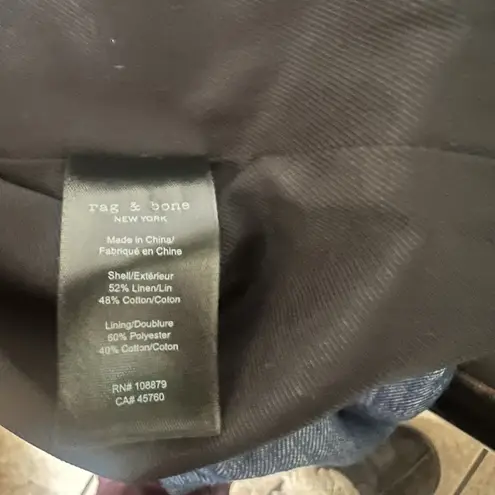 rag & bone
NEW YORK
Made in China/
Fabriqué en Chine
Shell/Extérieur
52% Linen/Lin
48% Cotton/Coton
Lining/Doublure
60% Polyester
40% Cotton/Coton
RN# 108879
CA# 45760